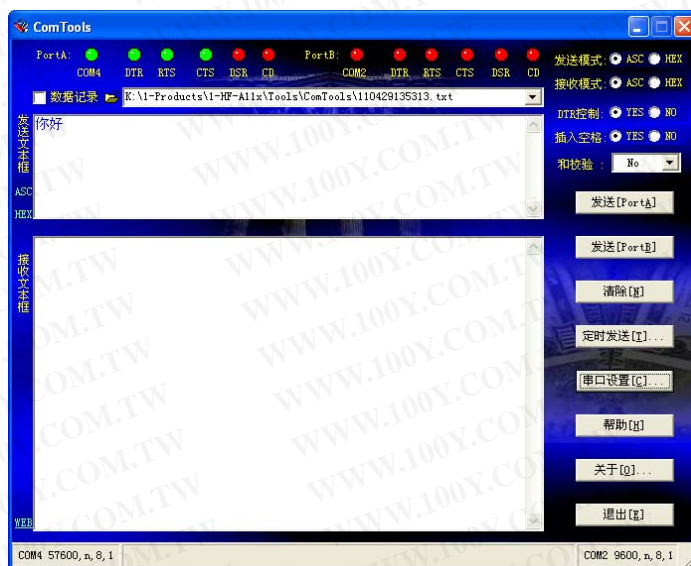 ComTools
PortA: COM4 DTR RTS CTS DSR CD PortB: COM2 DTR RTS CTS DSR CD
数据记录 K:\1-Products\1-HF-A11x\Tools\ComTools\110429135313.txt
发送模式: ASC HEX
接收模式: ASC HEX
DTR控制: YES NO
插入空格: YES NO
和校验 : No
发送文本框
ASC
HEX
你好
发送[PortA]
发送[PortB]
清除[N]
定时发送[T]...
串口设置[C]...
帮助[H]
关于[O]...
退出[E]
接收文本框
WEB
COM4 57600,n,8,1
COM2 9600,n,8,1
WWW.100Y.COM.TW